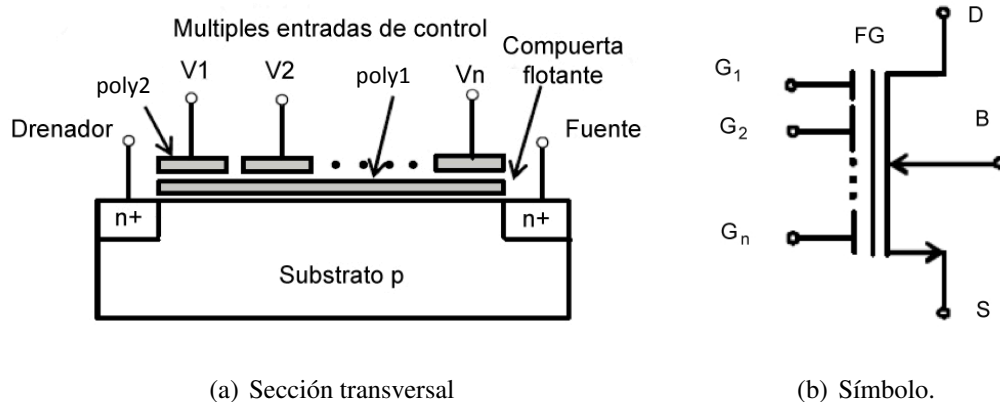 Multiples entradas de control
V1
V2
poly1
Vn
Compuerta
flotante
poly2
Drenador
Fuente
n+
n+
Substrato p
(a) Sección transversal
D
FG
G1
G2
B
Gn
S
(b) Símbolo.